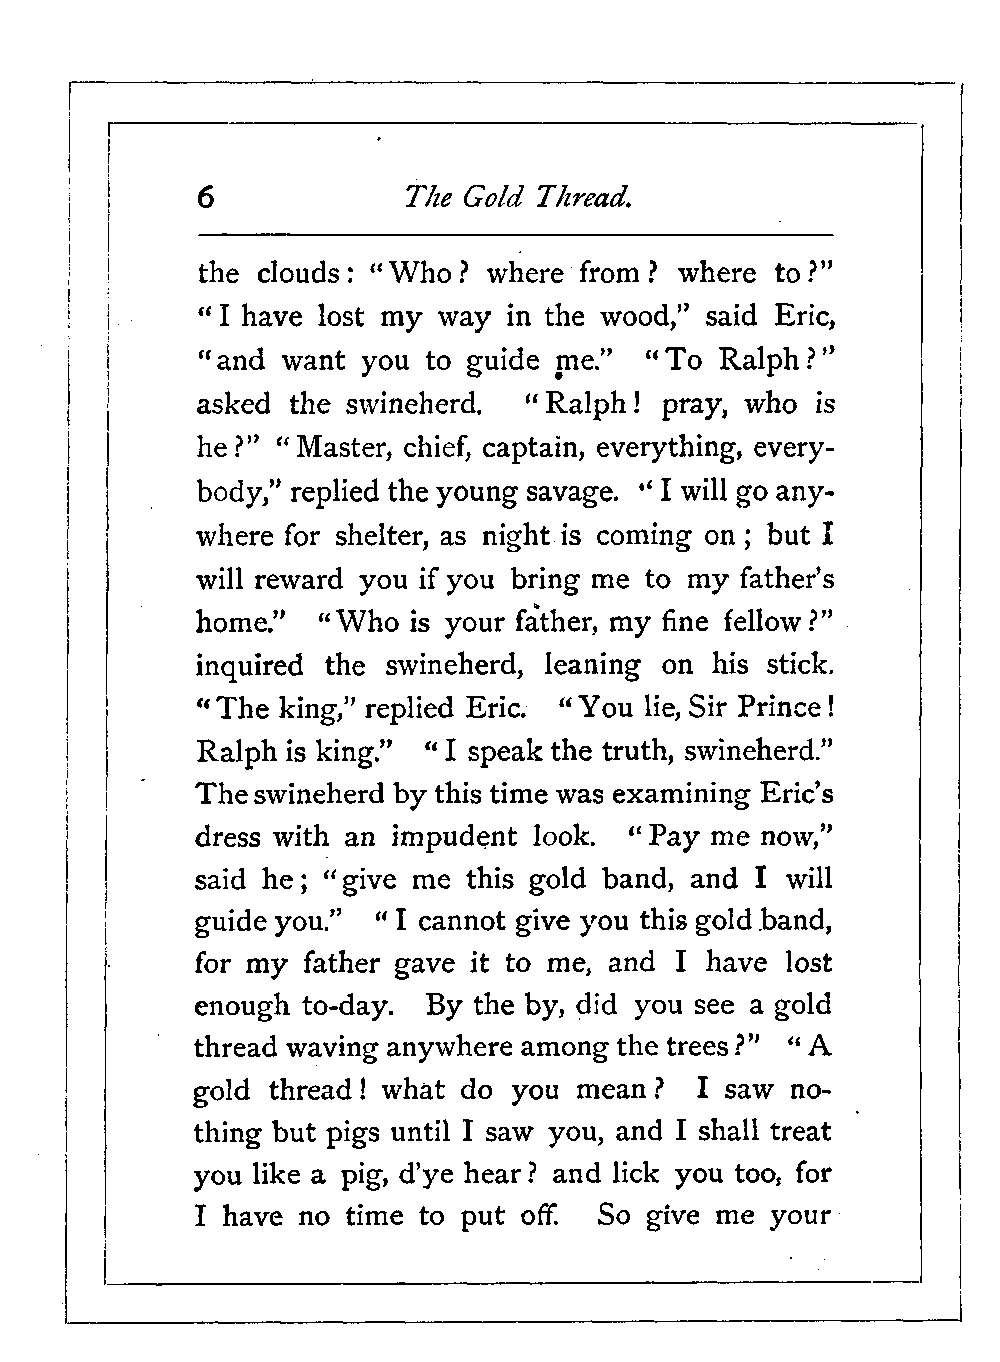 6 The Gold Thread.
the clouds: “Who? where from? where to?”
“I have lost my way in the wood,” said Eric,
“and want you to guide me.” “To Ralph?”
asked the swineherd. “Ralph! pray, who is
he?” “Master, chief, captain, everything, every-
body,” replied the young savage. “I will go any-
where for shelter, as night is coming on; but I
will reward you if you bring me to my father’s
home.” “Who is your father, my fine fellow?”
inquired the swineherd, leaning on his stick.
“The king,” replied Eric. “You lie, Sir Prince!
Ralph is king.” “I speak the truth, swineherd.”
The swineherd by this time was examining Eric’s
dress with an impudent look. “Pay me now,”
said he; “give me this gold band, and I will
guide you.” “I cannot give you this gold band,
for my father gave it to me, and I have lost
enough to-day. By the by, did you see a gold
thread waving anywhere among the trees?” “A
gold thread! what do you mean? I saw no-
thing but pigs until I saw you, and I shall treat
you like a pig, d’ye hear? and lick you too, for
I have no time to put off. So give me your